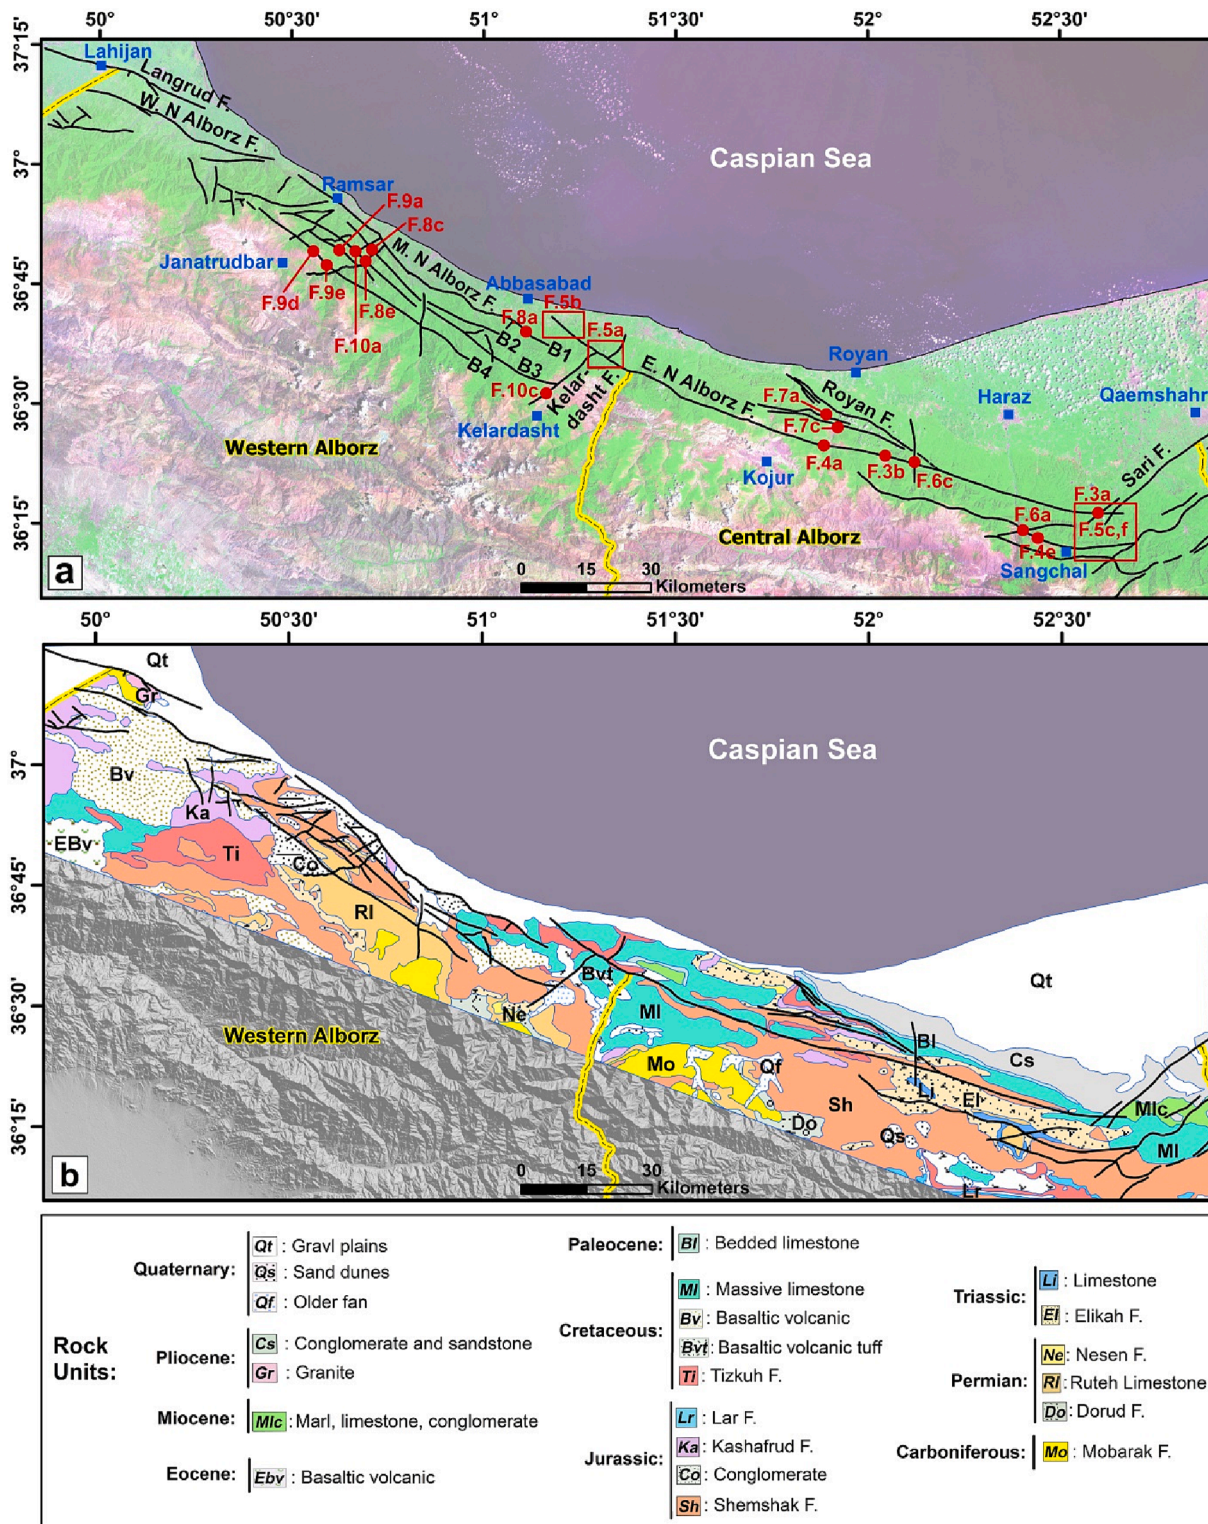 50° 50°30' 51° 51°30' 52° 52°30'
37°15'
37°
36°45'
36°30'
36°15'
Lahijan
Langrud F.
W. N Alborz F.
Caspian Sea
Ramsar
F.9a
F.8c
Janatrudbar
M. N Alborz F.
F.9d
F.9e
F.8e
F.10a
Abbasabad
F.5b
F.8a
F.5a
B1
B2
B3
B4
F.10c
Kelar-
dasht F.
Kelardasht
E. N Alborz F.
Royan
Royan F.
F.7a
F.7c
F.4a
F.3b
F.6c
Haraz
Qaemshahr
Kojur
Sari F.
F.3a
F.5c,f
F.6a
F.4e
Sangchal
Western Alborz
Central Alborz
a
0 15 30
Kilometers
50° 50°30' 51° 51°30' 52° 52°30'
37°
36°45'
36°30'
36°15'
Qt
Gr
Bv
Ka
EBv
Ti
Co
Rl
Caspian Sea
Bvt
Ne
Ml
Mo
Qf
Do
Sh
Qs
Bl
Li
El
Cs
Qt
Mlc
Ml
Lr
Western Alborz
b
0 15 30
Kilometers
Rock
Units:
Quaternary:
Qt : Gravl plains
Qs : Sand dunes
Qf : Older fan
Pliocene:
Cs : Conglomerate and sandstone
Gr : Granite
Miocene:
Mlc : Marl, limestone, conglomerate
Eocene:
Ebv : Basaltic volcanic
Paleocene:
Bl : Bedded limestone
Cretaceous:
Ml : Massive limestone
Bv : Basaltic volcanic
Bvt : Basaltic volcanic tuff
Ti : Tizkuh F.
Jurassic:
Lr : Lar F.
Ka : Kashafrud F.
Co : Conglomerate
Sh : Shemshak F.
Triassic:
Li : Limestone
El : Elikah F.
Permian:
Ne : Nesen F.
Rl : Ruteh Limestone
Do : Dorud F.
Carboniferous:
Mo : Mobarak F.